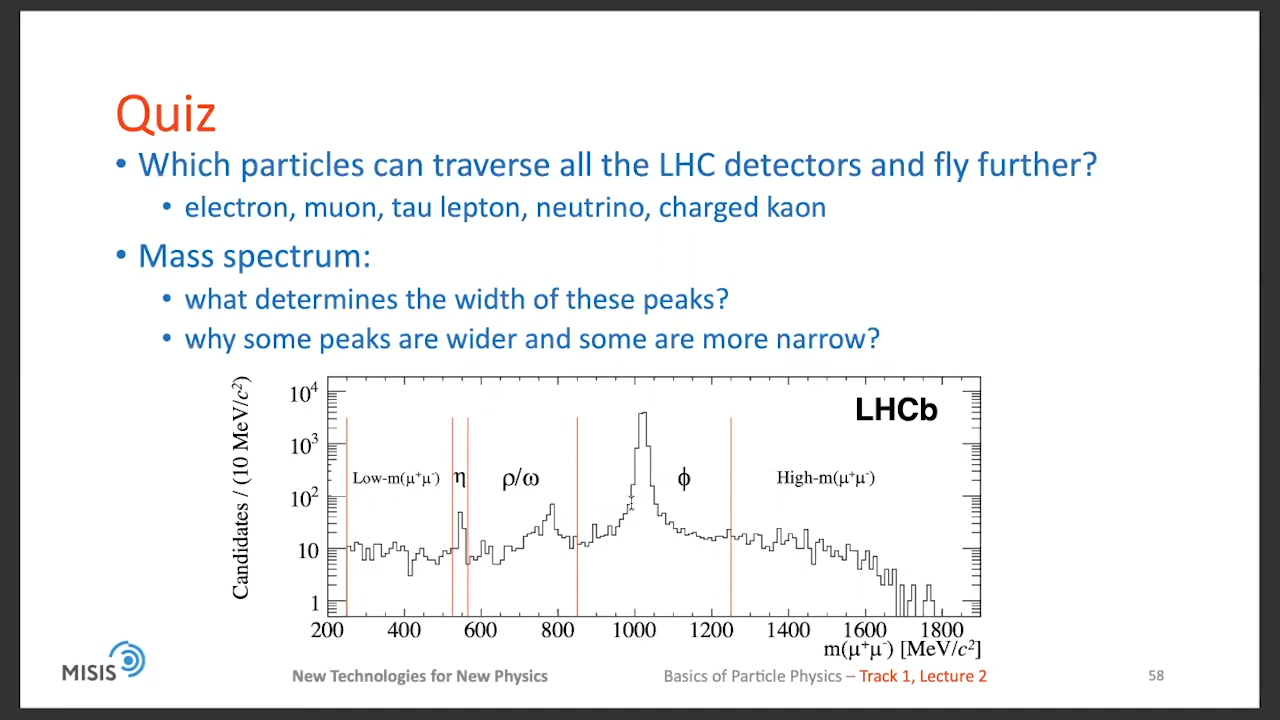 Quiz
• Which particles can traverse all the LHC detectors and fly further?
• electron, muon, tau lepton, neutrino, charged kaon
• Mass spectrum:
• what determines the width of these peaks?
• why some peaks are wider and some are more narrow?
Candidates / (10 MeV/c²)
10⁴
10³
10²
10
1
LHCb
Low-m(μ⁺μ⁻)
η
ρ/ω
ϕ
High-m(μ⁺μ⁻)
200 400 600 800 1000 1200 1400 1600 1800
m(μ⁺μ⁻) [MeV/c²]
MISIS
New Technologies for New Physics
Basics of Particle Physics – Track 1, Lecture 2
58